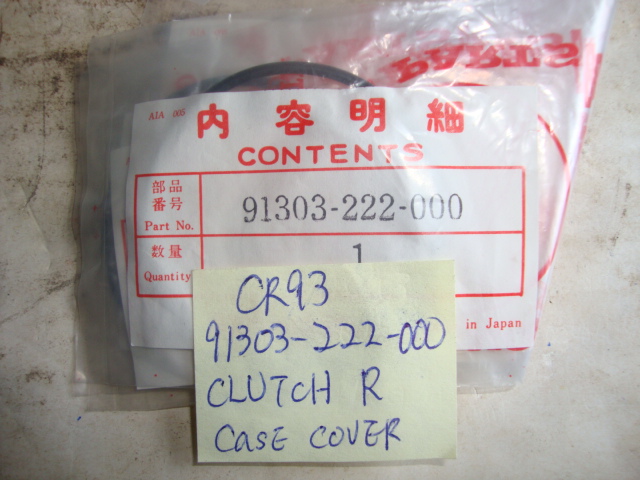 PARTS
AIA 005
内容明細
CONTENTS
部品
番号
Part No.
91303-222-000
数量
Quantity
1
in Japan
CR93
91303-222-000
CLUTCH R
CASE COVER